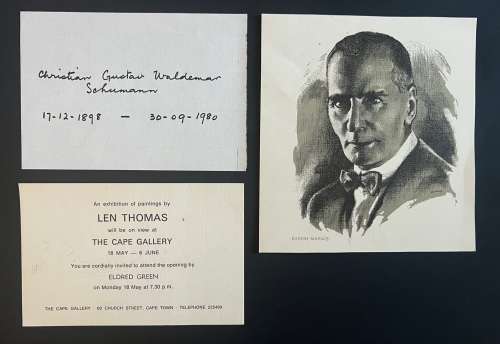 Christian Gustav Waldemar
Schumann
17-12-1898 — 30-09-1980
An exhibition of paintings by
LEN THOMAS
will be on view at
THE CAPE GALLERY
18 MAY — 6 JUNE
You are cordially invited to attend the opening by
ELDRED GREEN
on Monday 18 May at 7.30 p.m.
THE CAPE GALLERY · 60 CHURCH STREET, CAPE TOWN · TELEPHONE
EUGENE MARAIS